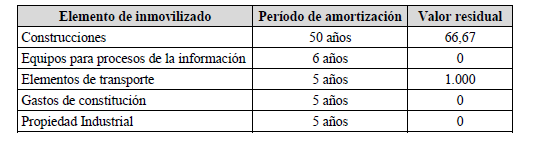 Elemento de inmovilizado Período de amortización Valor residual
Construcciones 50 años 66,67
Equipos para procesos de la información 6 años 0
Elementos de transporte 5 años 1.000
Gastos de constitución 5 años 0
Propiedad Industrial 5 años 0